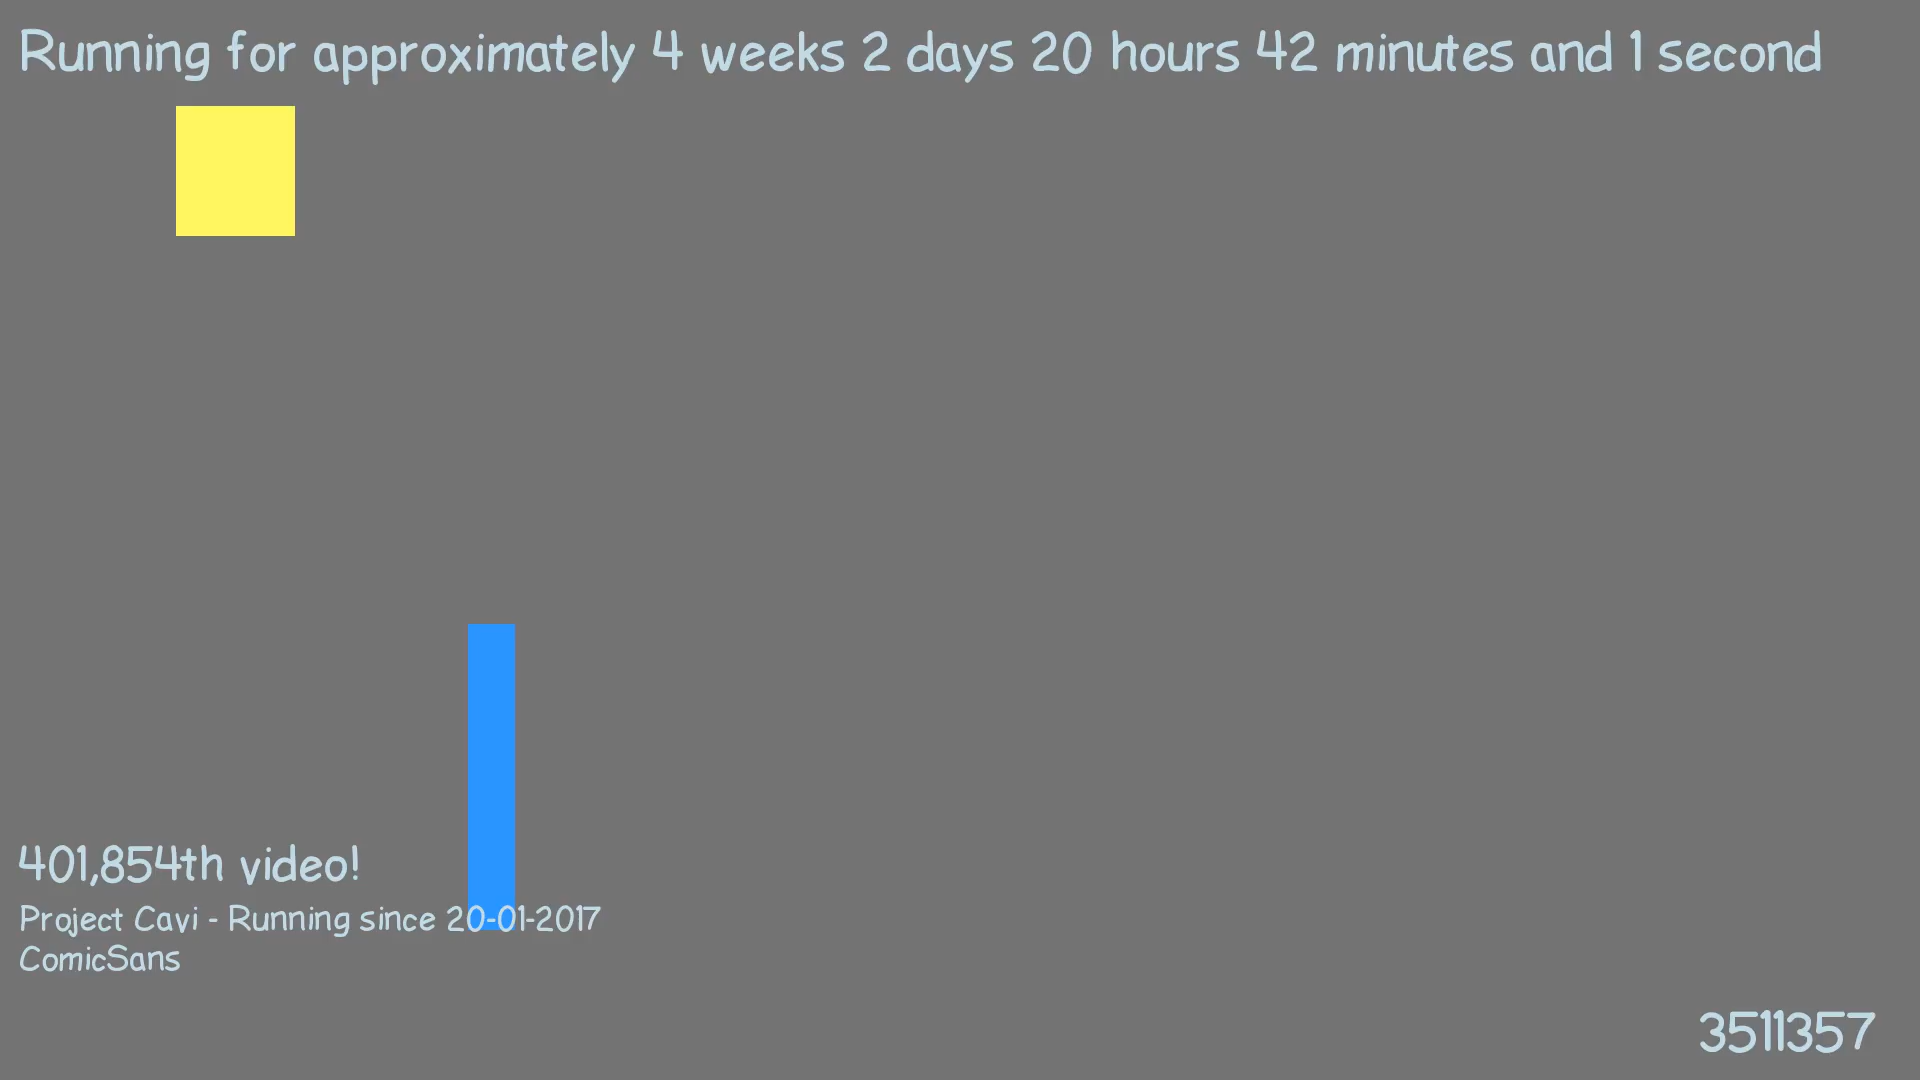 Running for approximately 4 weeks 2 days 20 hours 42 minutes and 1 second
401,854th video!
Project Cavi - Running since 20-01-2017
ComicSans
3511357